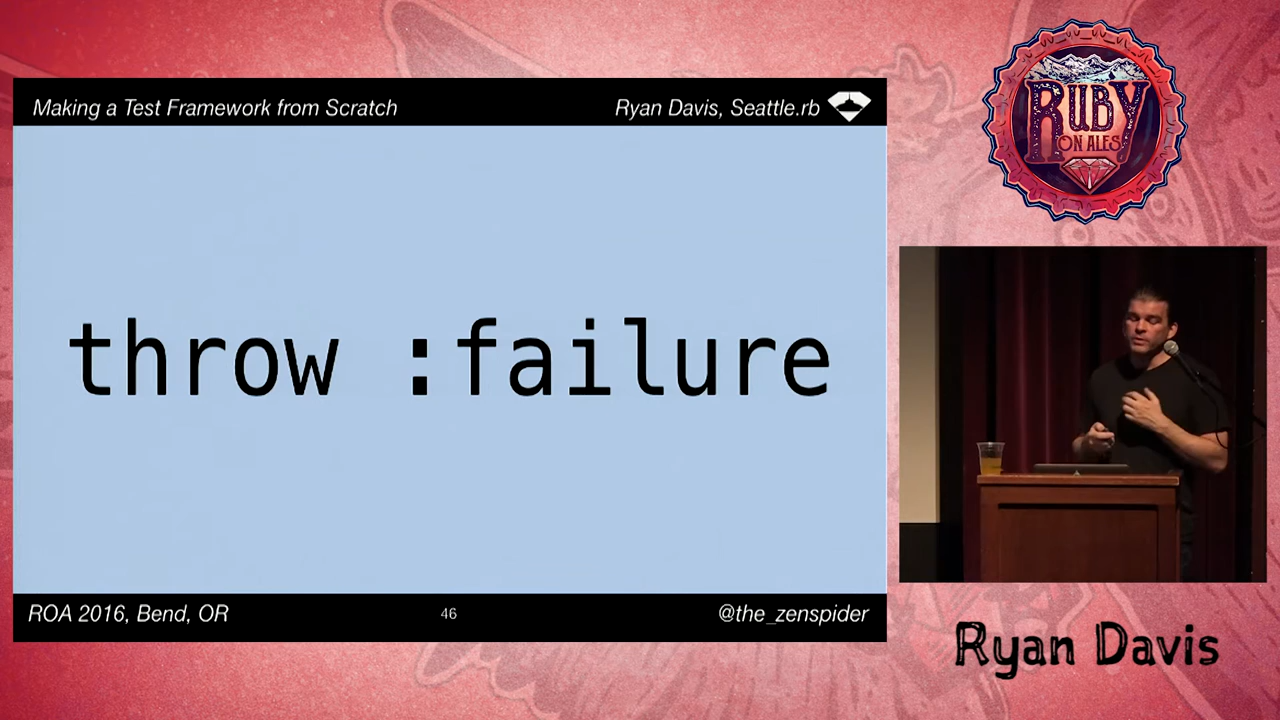 Making a Test Framework from Scratch
Ryan Davis, Seattle.rb
throw :failure
ROA 2016, Bend, OR
46
@the_zenspider
RUBY
ON ALES
Ryan Davis